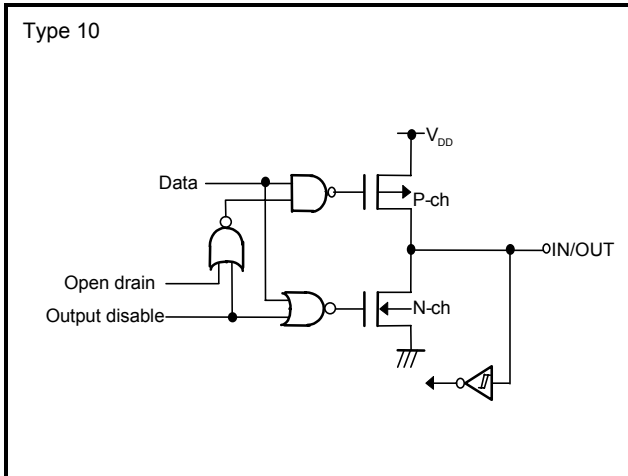 Type 10
VDD
Data
P-ch
IN/OUT
Open drain
N-ch
Output disable